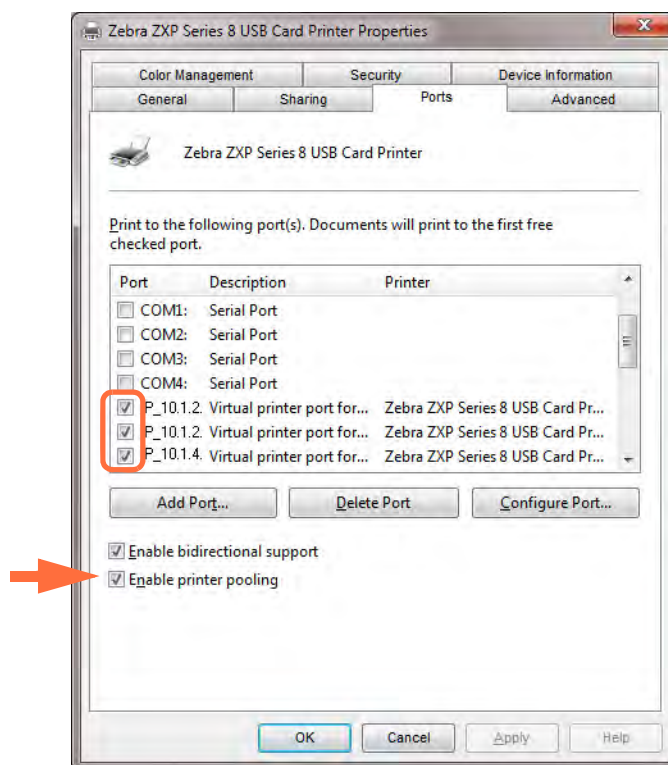 Zebra ZXP Series 8 USB Card Printer Properties
Color Management Security Device Information
General Sharing Ports Advanced
Zebra ZXP Series 8 USB Card Printer
Print to the following port(s). Documents will print to the first free
checked port.
Port Description Printer
COM1: Serial Port
COM2: Serial Port
COM3: Serial Port
COM4: Serial Port
P_10.1.2. Virtual printer port for... Zebra ZXP Series 8 USB Card Pr...
P_10.1.2. Virtual printer port for... Zebra ZXP Series 8 USB Card Pr...
P_10.1.4. Virtual printer port for... Zebra ZXP Series 8 USB Card Pr...
Add Port... Delete Port Configure Port...
Enable bidirectional support
Enable printer pooling
OK Cancel Apply Help